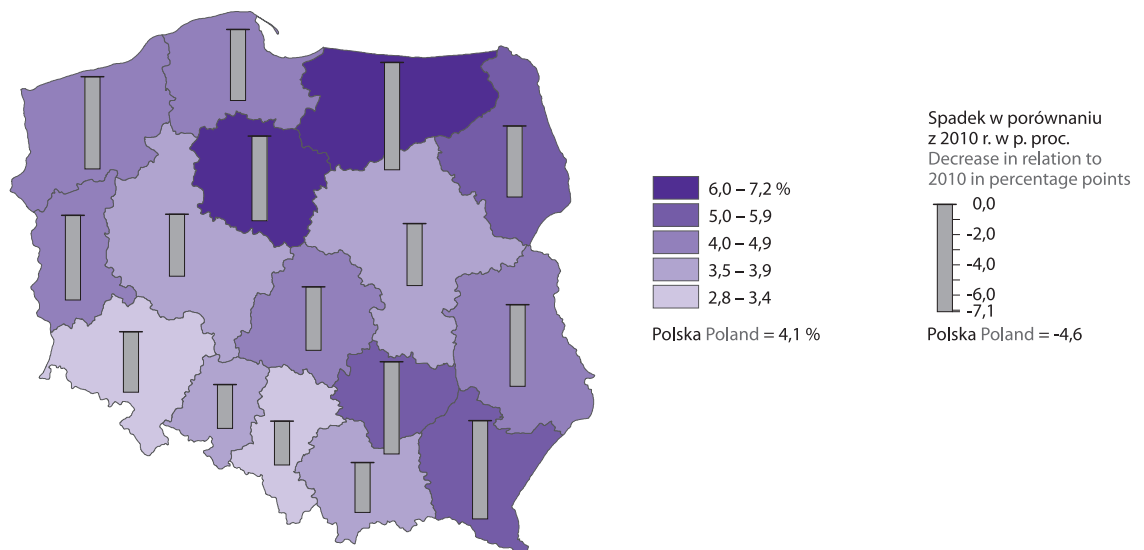 6,0 – 7,2 %
5,0 – 5,9
4,0 – 4,9
3,5 – 3,9
2,8 – 3,4
Polska Poland = 4,1 %
Spadek w porównaniu
z 2010 r. w p. proc.
Decrease in relation to
2010 in percentage points
0,0
-2,0
-4,0
-6,0
-7,1
Polska Poland = -4,6